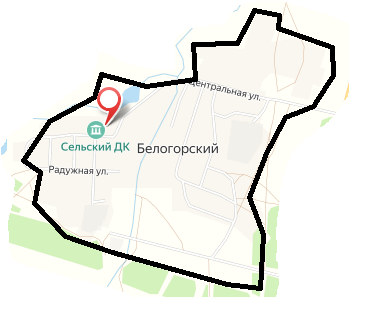 Центральная ул.
Сельский ДК
Белогорский
Радужная ул.